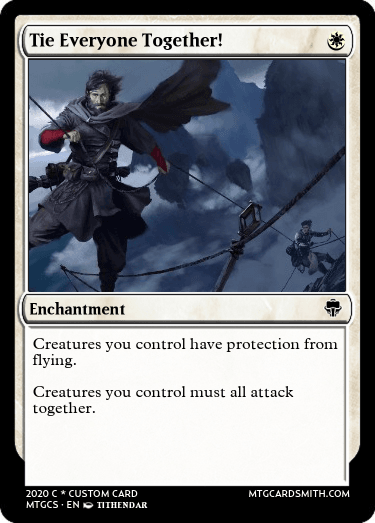 Tie Everyone Together!
Enchantment
Creatures you control have protection from
flying.
Creatures you control must all attack
together.
2020 C * CUSTOM CARD
MTGCARDSMITH.COM
MTGCS · EN TITHENDAR